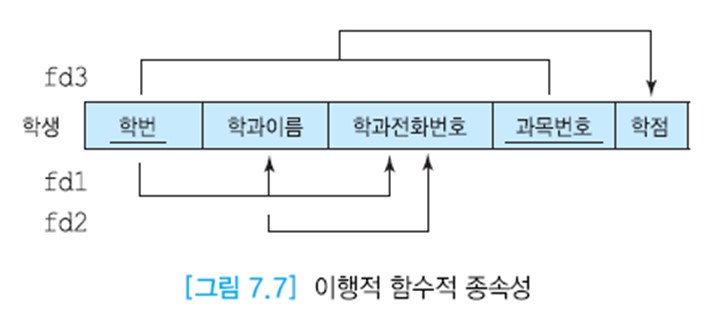 fd3
학생 학번 학과이름 학과전화번호 과목번호 학점
fd1
fd2
[그림 7.7] 이행적 함수적 종속성